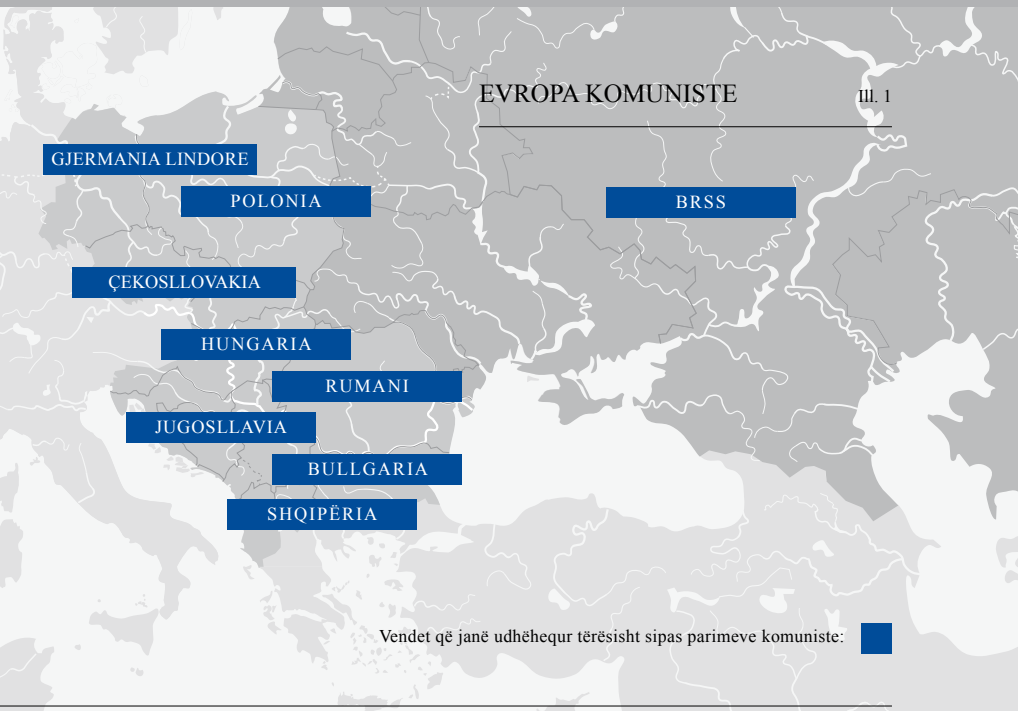 EVROPA KOMUNISTE
Ill. 1
GJERMANIA LINDORE
POLONIA
BRSS
ÇEKOSLLOVAKIA
HUNGARIA
RUMANI
JUGOSLLAVIA
BULLGARIA
SHQIPËRIA
Vendet që janë udhëhequr tërësisht sipas parimeve komuniste: